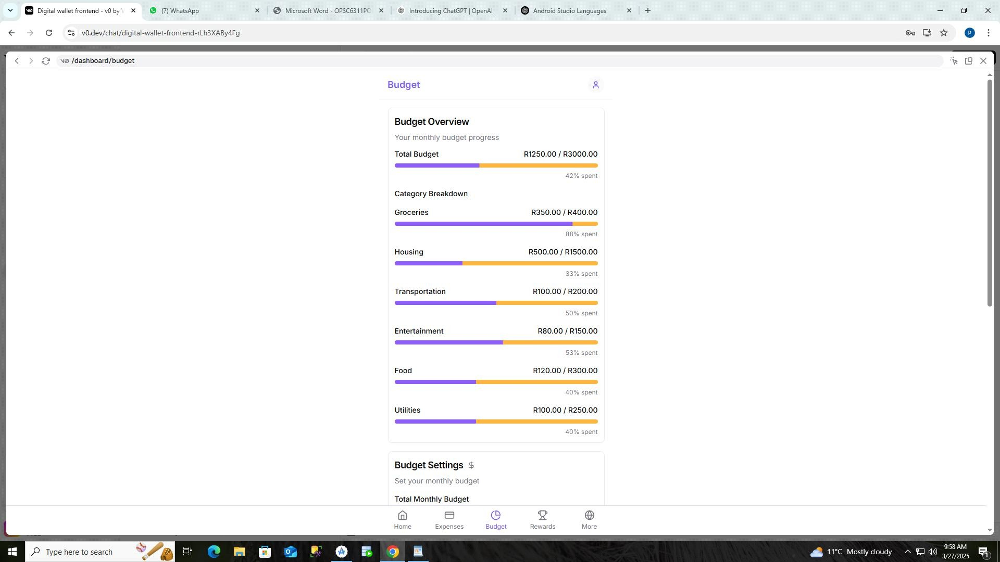 Digital wallet frontend - v0 by
(7) WhatsApp
Microsoft Word - OPSC6311PO
Introducing ChatGPT | OpenAI
Android Studio Languages
v0.dev/chat/digital-wallet-frontend-rLh3XABy4Fg
p
v0 /dashboard/budget
Budget
Budget Overview
Your monthly budget progress
Total Budget R1250.00 / R3000.00
42% spent
Category Breakdown
Groceries R350.00 / R400.00
88% spent
Housing R500.00 / R1500.00
33% spent
Transportation R100.00 / R200.00
50% spent
Entertainment R80.00 / R150.00
53% spent
Food R120.00 / R300.00
40% spent
Utilities R100.00 / R250.00
40% spent
Budget Settings $
Set your monthly budget
Total Monthly Budget
Home Expenses Budget Rewards More
Type here to search
11°C Mostly cloudy
9:58 AM
3/27/2025
1